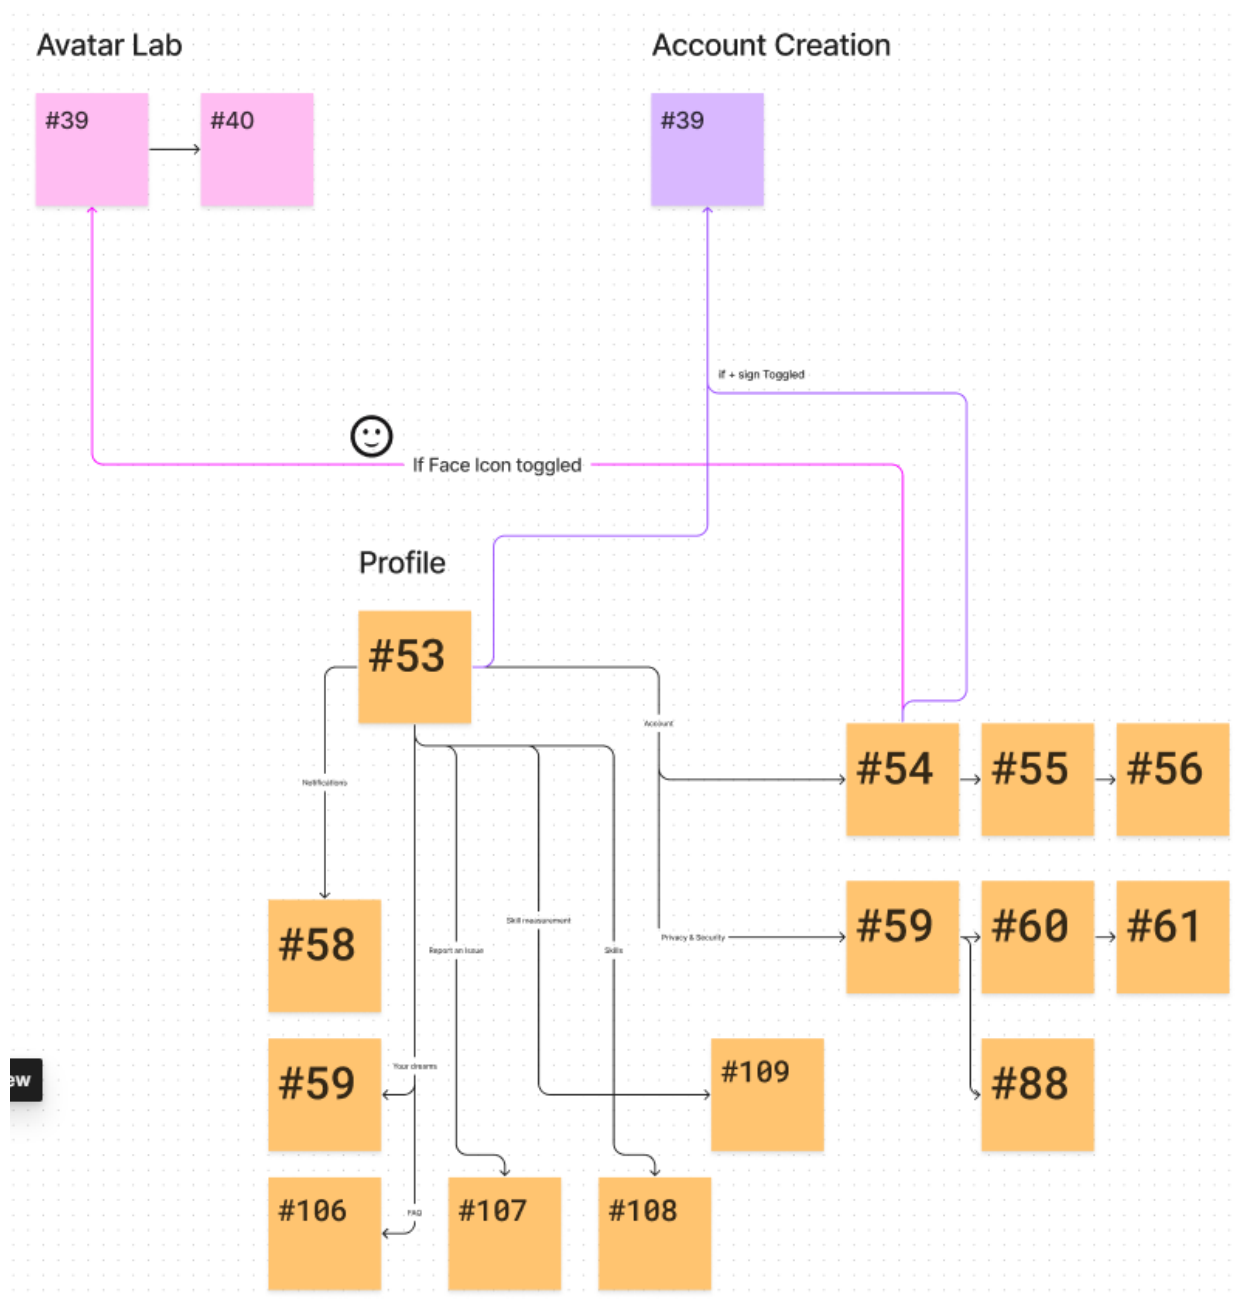 Avatar Lab
Account Creation
#39
#40
#39
if + sign Toggled
If Face Icon toggled
Profile
#53
Account
Notifications
#54
#55
#56
#58
Skill measurement
Report an issue
Skills
Privacy & Security
#59
#60
#61
Your dreams
#59
#109
#88
ew
#106
FAQ
#107
#108